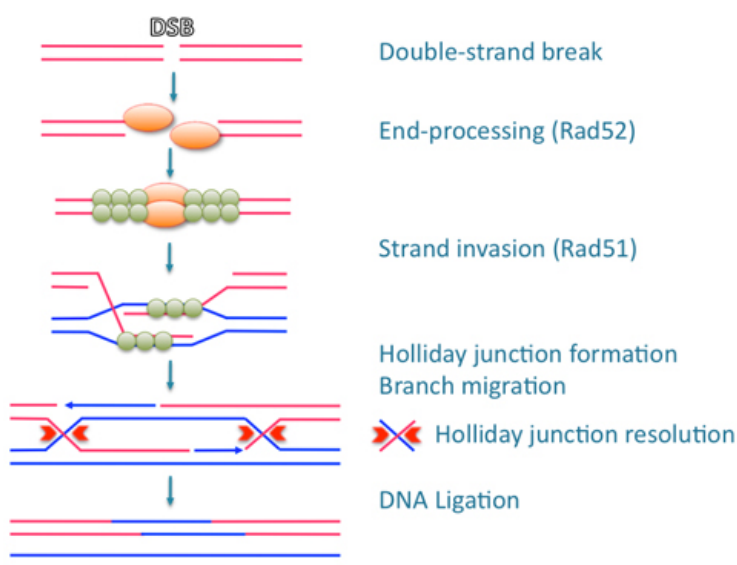 DSB
Double-strand break
End-processing (Rad52)
Strand invasion (Rad51)
Holliday junction formation
Branch migration
Holliday junction resolution
DNA Ligation